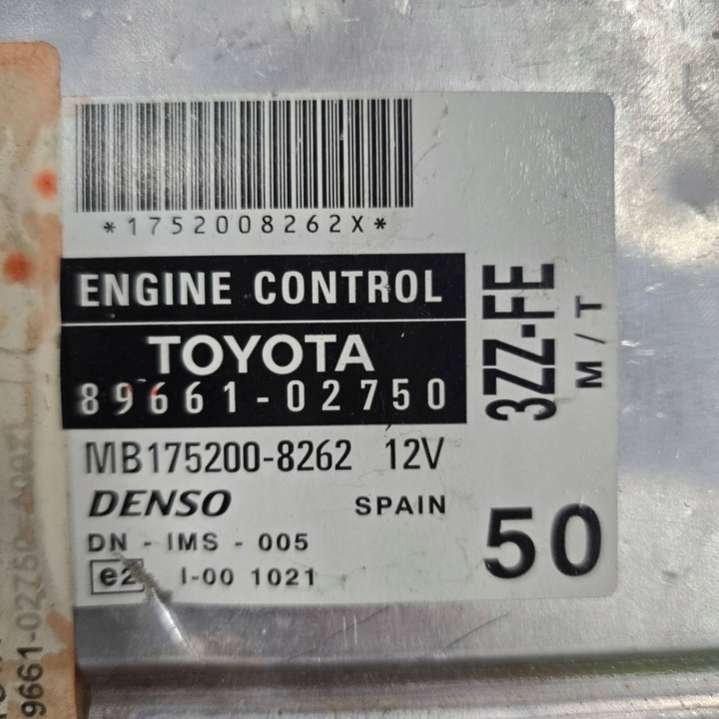 *1752008262X*
ENGINE CONTROL
TOYOTA
89661-02750
MB175200-8262 12V
DENSO SPAIN
DN - IMS - 005
e2 I-00 1021
3ZZ-FE
M/T
50
9661-02750